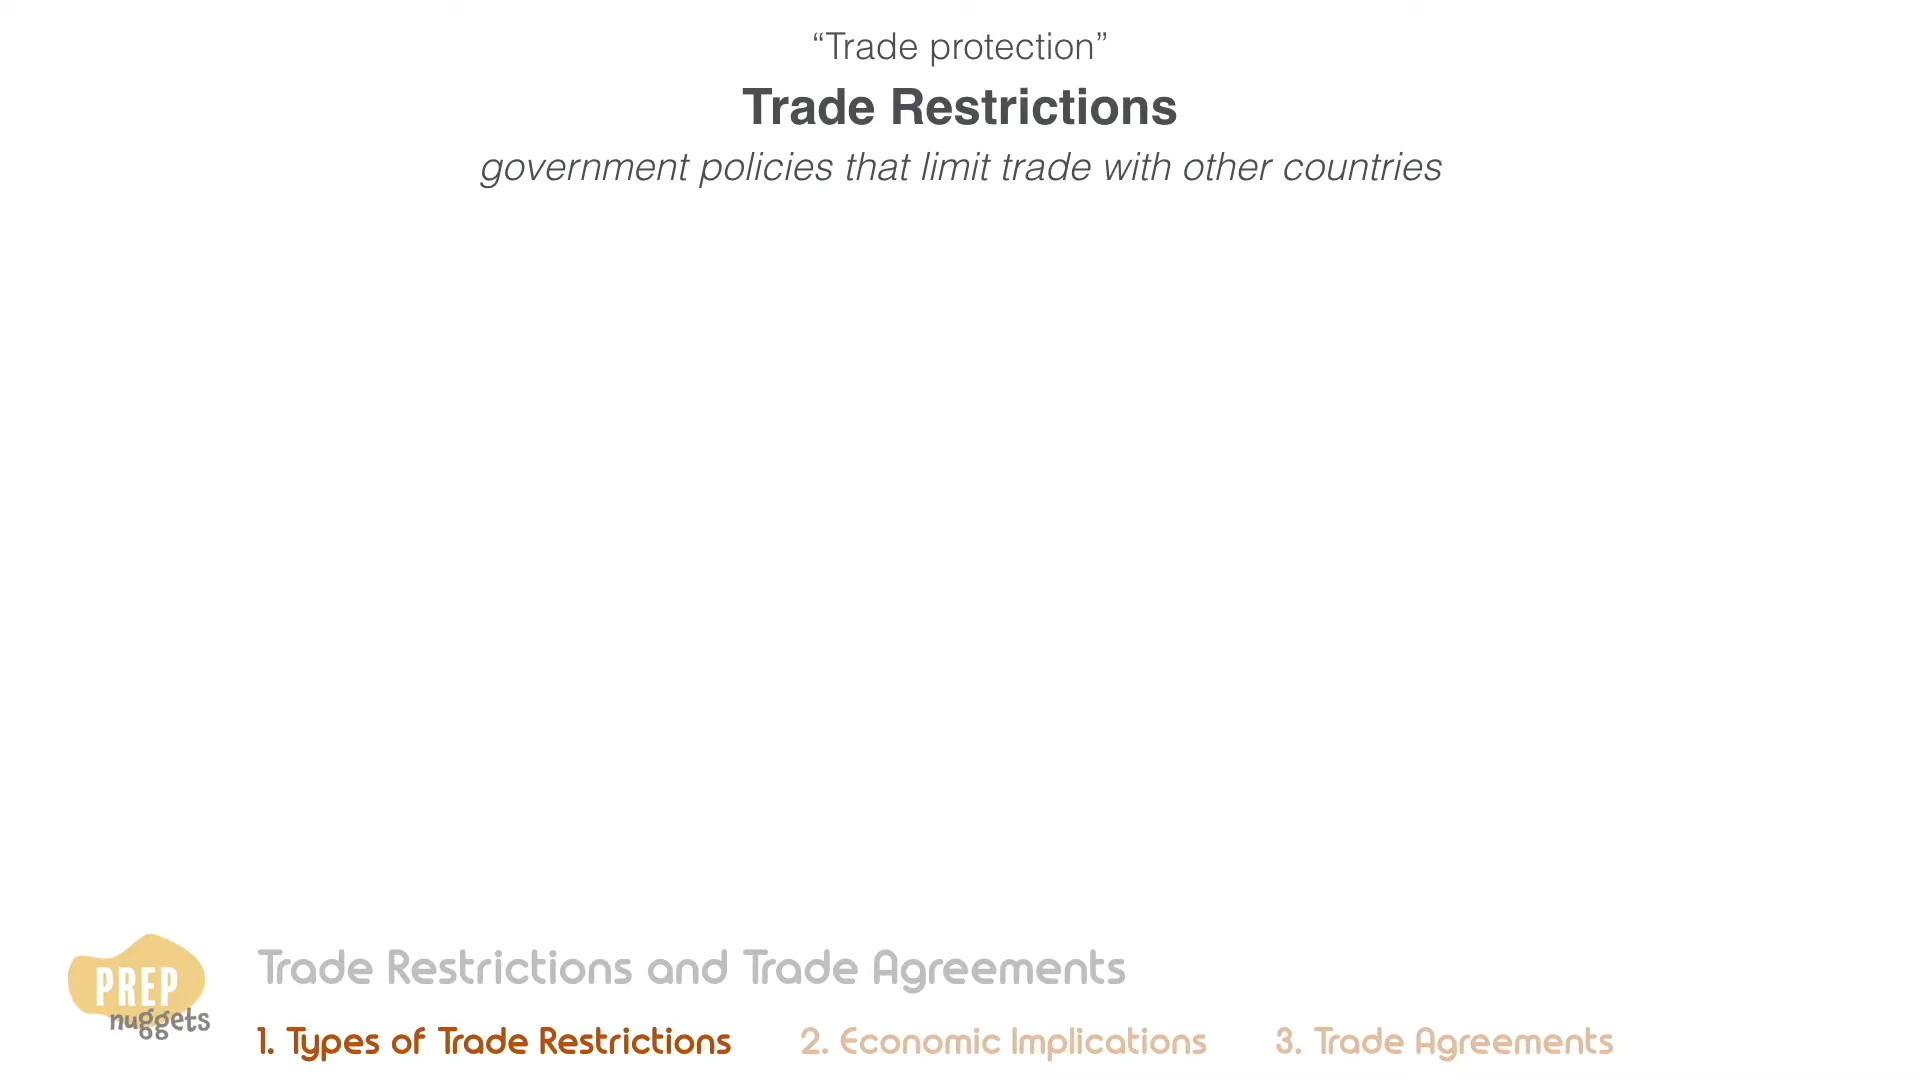 “Trade protection”
Trade Restrictions
government policies that limit trade with other countries
PREP
nuggets
Trade Restrictions and Trade Agreements
1. Types of Trade Restrictions
2. Economic Implications
3. Trade Agreements